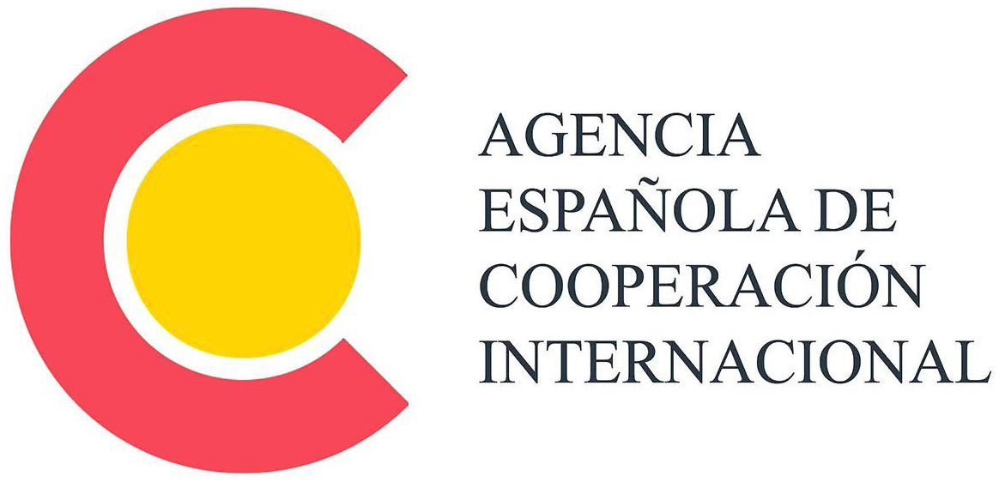 AGENCIA
ESPAÑOLA DE
COOPERACIÓN
INTERNACIONAL